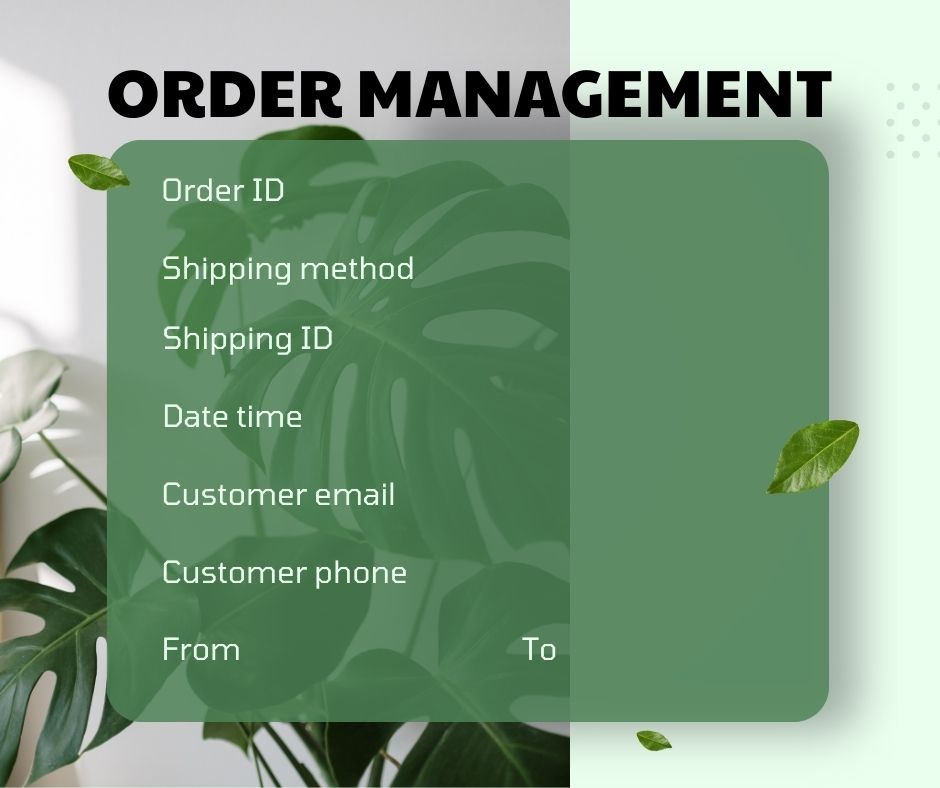 ORDER MANAGEMENT
Order ID
Shipping method
Shipping ID
Date time
Customer email
Customer phone
From To